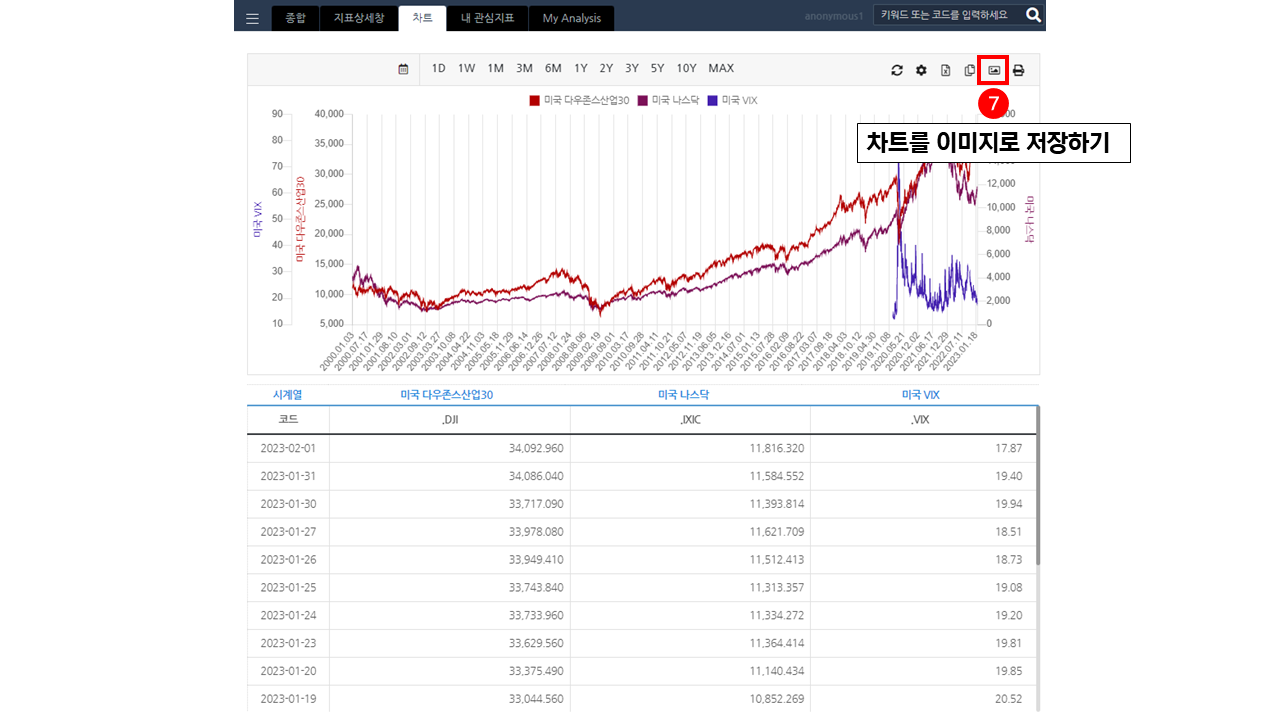 종합 지표상세창 차트 내 관심지표 My Analysis anonymous1 키워드 또는 코드를 입력하세요
1D 1W 1M 3M 6M 1Y 2Y 3Y 5Y 10Y MAX
7
차트를 이미지로 저장하기
미국 다우존스산업30 미국 나스닥 미국 VIX
90 40,000
80 35,000
70 30,000 12,000
60 25,000 10,000
50 20,000 8,000
40 15,000 6,000
30 10,000 4,000
20 5,000 2,000
10 0
미국 VIX
미국 다우존스산업30
미국 나스닥
2000.01.03 2000.07.17 2001.01.29 2001.08.10 2002.03.01 2002.09.12 2003.03.27 2003.10.08 2004.04.22 2004.11.03 2005.05.18 2005.11.29 2006.06.14 2006.12.26 2007.07.12 2008.01.24 2008.08.06 2009.02.19 2009.09.01 2010.03.17 2010.09.28 2011.04.11 2011.10.21 2012.05.07 2012.11.19 2013.06.05 2013.12.16 2014.07.01 2015.01.13 2015.07.28 2016.02.09 2016.08.22 2017.03.07 2017.09.18 2018.04.03 2018.10.12 2019.04.30 2019.11.08 2020.05.21 2020.12.02 2021.06.17 2021.12.29 2022.07.11 2023.01.18
시계열 미국 다우존스산업30 미국 나스닥 미국 VIX
코드 .DJI .IXIC .VIX
2023-02-01 34,092.960 11,816.320 17.87
2023-01-31 34,086.040 11,584.552 19.40
2023-01-30 33,717.090 11,393.814 19.94
2023-01-27 33,978.080 11,621.709 18.51
2023-01-26 33,949.410 11,512.413 18.73
2023-01-25 33,743.840 11,313.357 19.08
2023-01-24 33,733.960 11,334.272 19.20
2023-01-23 33,629.560 11,364.414 19.81
2023-01-20 33,375.490 11,140.434 19.85
2023-01-19 33,044.560 10,852.269 20.52